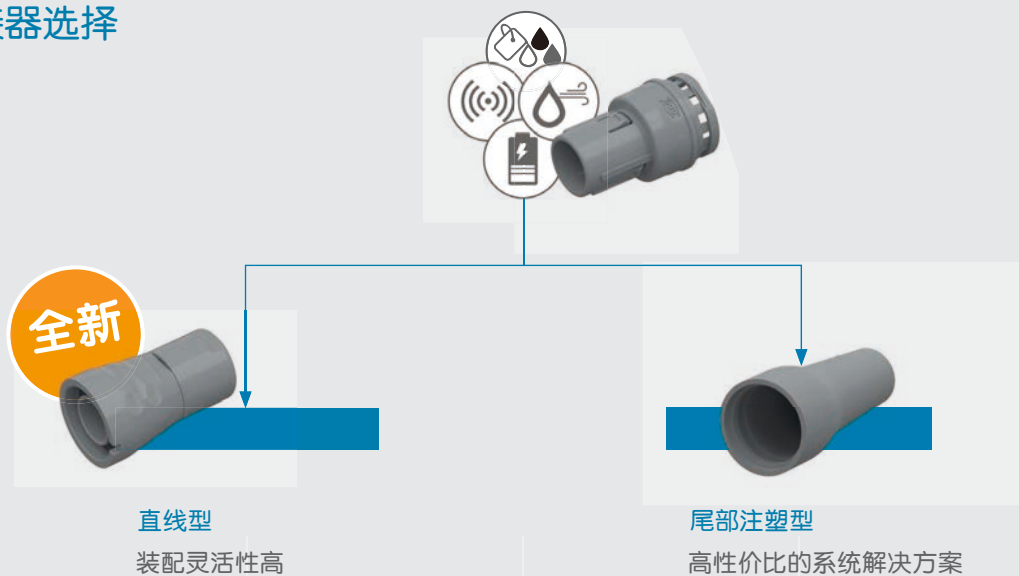 器选择
全新
直线型
装配灵活性高
尾部注塑型
高性价比的系统解决方案